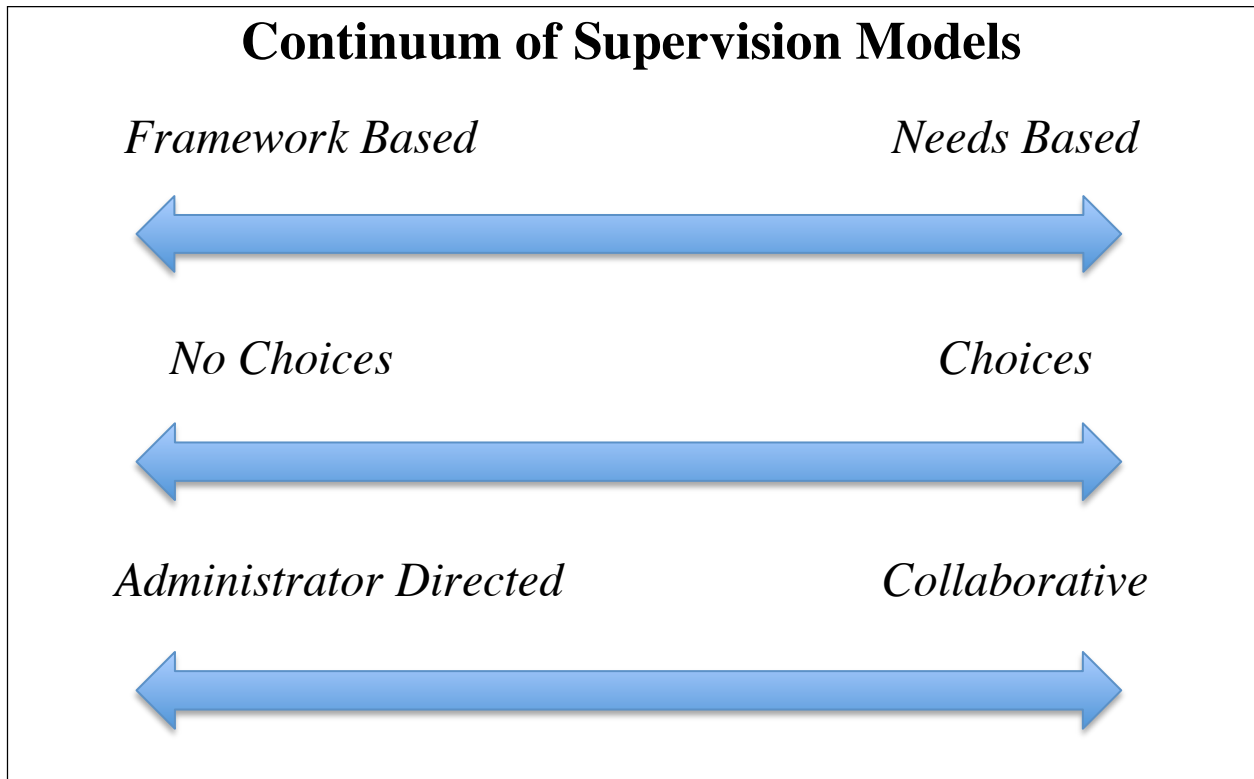 Continuum of Supervision Models
Framework Based Needs Based
No Choices Choices
Administrator Directed Collaborative